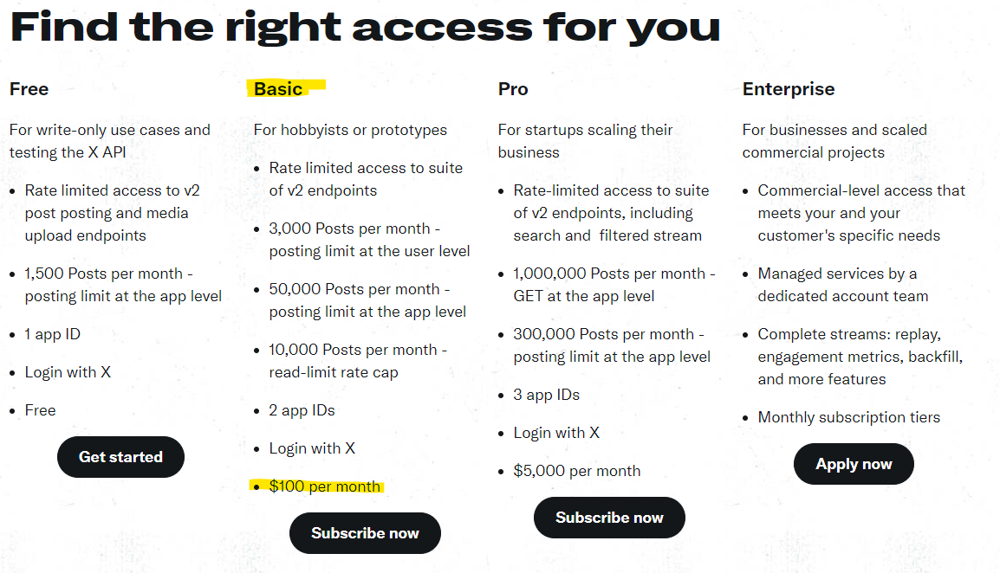 Find the right access for you
Free
For write-only use cases and
testing the X API
• Rate limited access to v2
post posting and media
upload endpoints
• 1,500 Posts per month -
posting limit at the app level
• 1 app ID
• Login with X
• Free
Get started
Basic
For hobbyists or prototypes
• Rate limited access to suite
of v2 endpoints
• 3,000 Posts per month -
posting limit at the user level
• 50,000 Posts per month -
posting limit at the app level
• 10,000 Posts per month -
read-limit rate cap
• 2 app IDs
• Login with X
• $100 per month
Subscribe now
Pro
For startups scaling their
business
• Rate-limited access to suite
of v2 endpoints, including
search and  filtered stream
• 1,000,000 Posts per month -
GET at the app level
• 300,000 Posts per month -
posting limit at the app level
• 3 app IDs
• Login with X
• $5,000 per month
Subscribe now
Enterprise
For businesses and scaled
commercial projects
• Commercial-level access that
meets your and your
customer's specific needs
• Managed services by a
dedicated account team
• Complete streams: replay,
engagement metrics, backfill,
and more features
• Monthly subscription tiers
Apply now